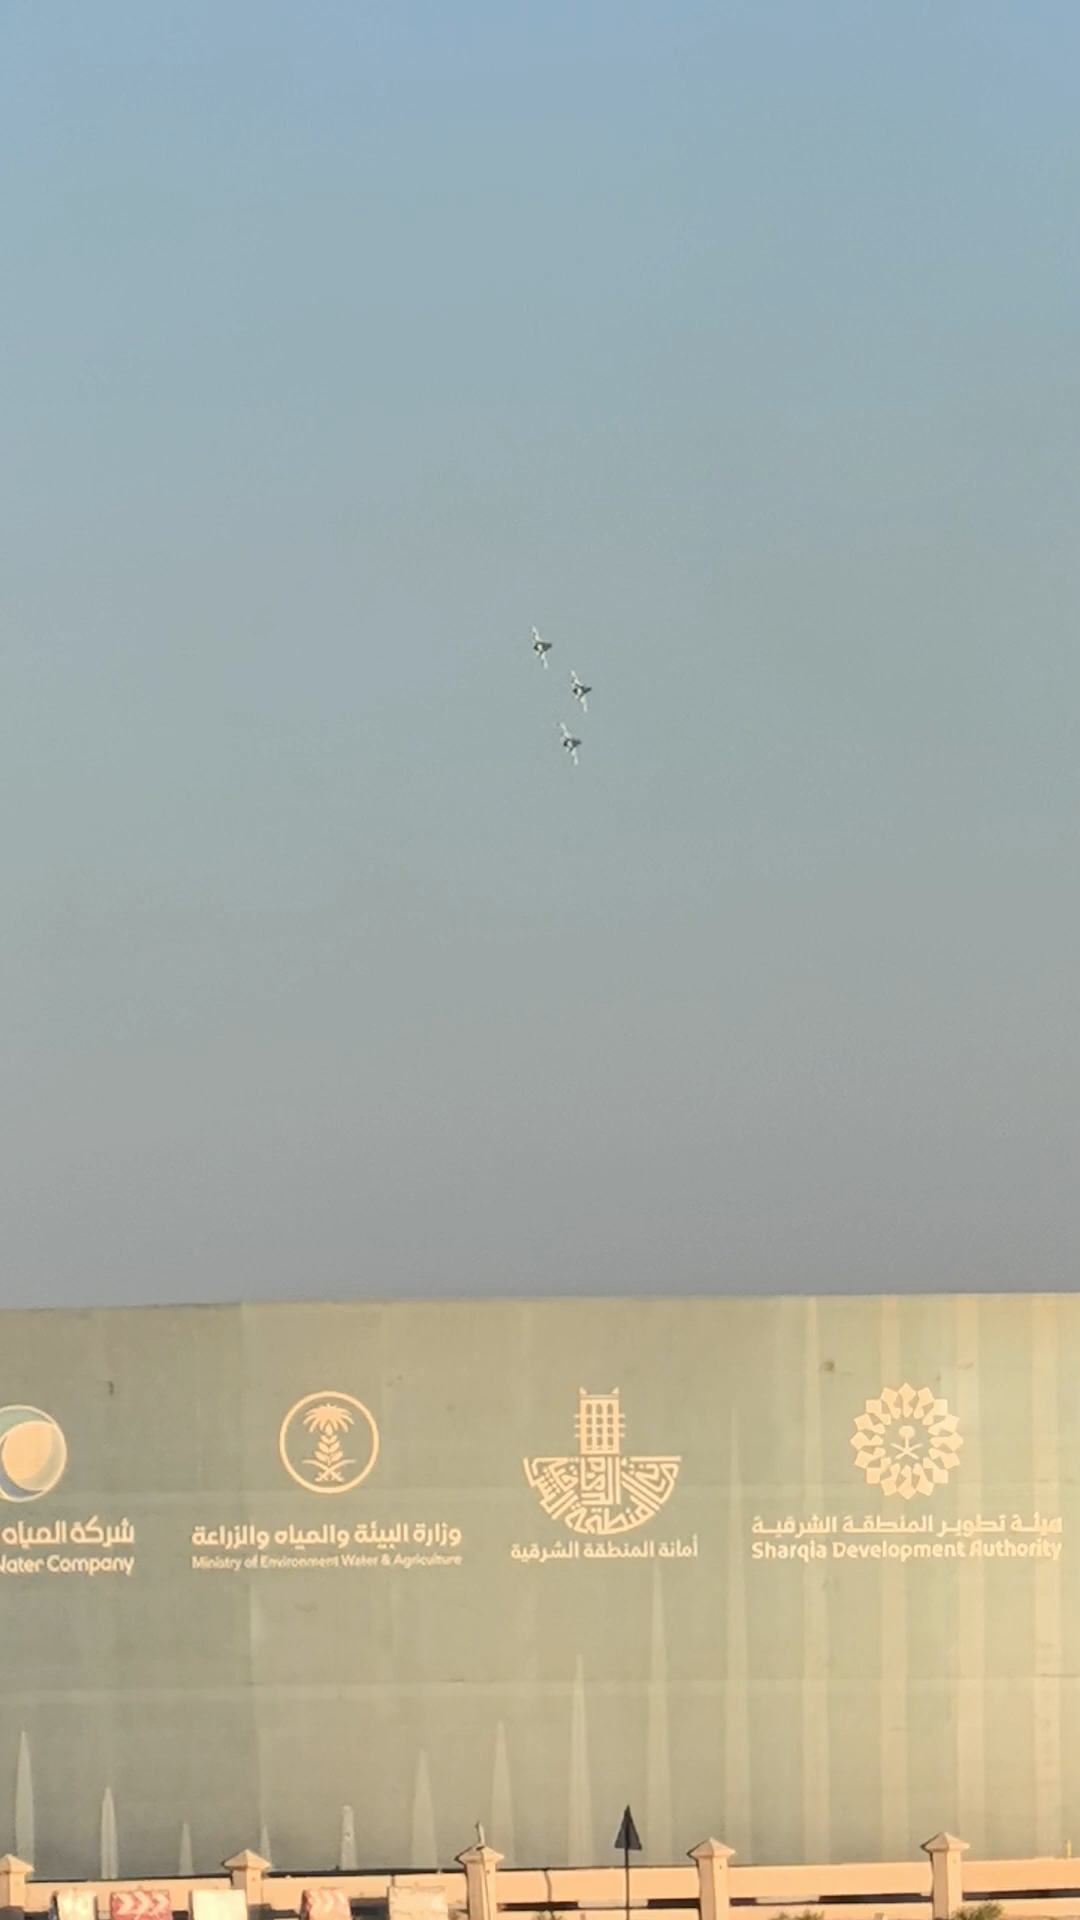 شركة المياه
Water Company
وزارة البيئة والمياه والزراعة
Ministry of Environment Water & Agriculture
أمانة المنطقة الشرقية
هيئة تطوير المنطقة الشرقية
Sharqia Development Authority